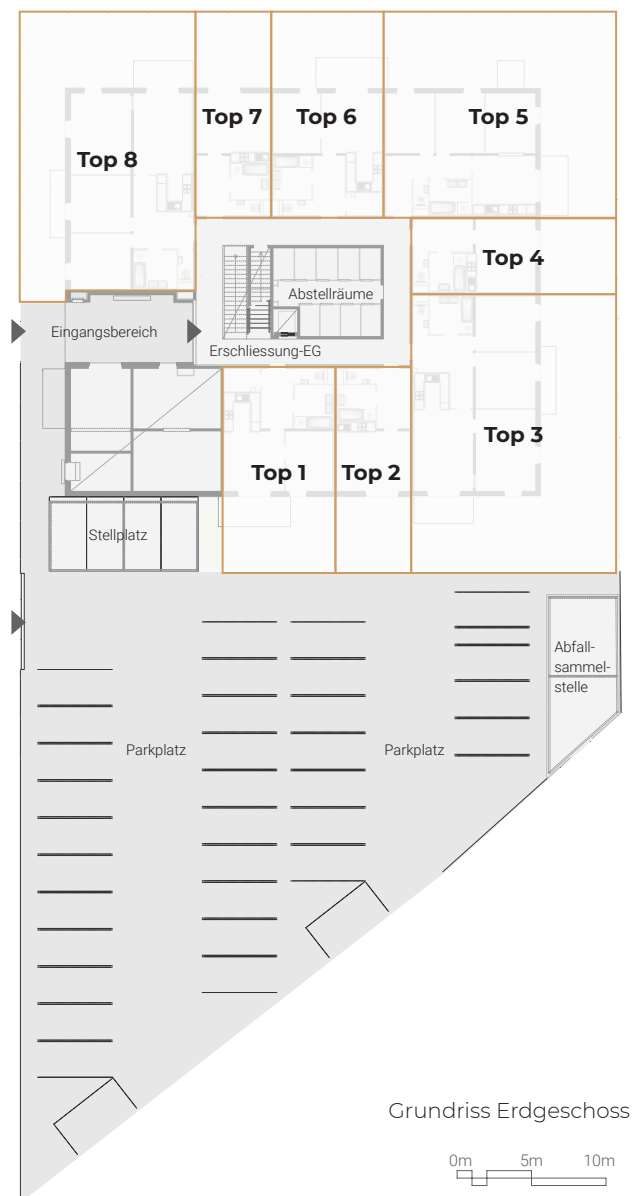 Top 7
Top 6
Top 5
Top 8
Top 4
Abstellräume
Eingangsbereich
Erschliessung-EG
Top 3
Top 1
Top 2
Stellplatz
Abfall-
sammel-
stelle
Parkplatz
Parkplatz
Grundriss Erdgeschoss
0m
5m
10m